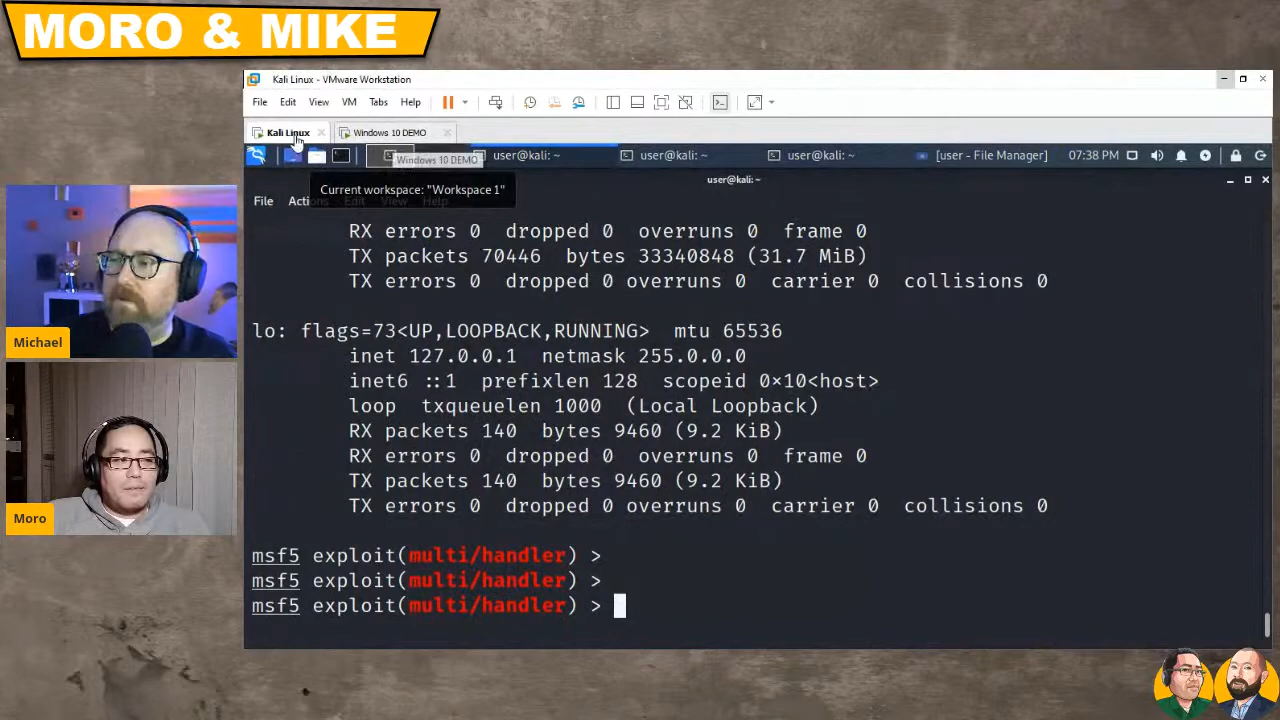 MORO & MIKE
Kali Linux - VMware Workstation
File Edit View VM Tabs Help
Kali Linux
Windows 10 DEMO
user@kali: ~
user@kali: ~
user@kali: ~
[user - File Manager]
07:38 PM
Windows 10 DEMO
user@kali: ~
Current workspace: "Workspace 1"
File Actions Edit View Help
RX errors 0 dropped 0 overruns 0 frame 0
TX packets 70446 bytes 33340848 (31.7 MiB)
TX errors 0 dropped 0 overruns 0 carrier 0 collisions 0
lo: flags=73<UP,LOOPBACK,RUNNING> mtu 65536
inet 127.0.0.1 netmask 255.0.0.0
inet6 ::1 prefixlen 128 scopeid 0×10<host>
loop txqueuelen 1000 (Local Loopback)
RX packets 140 bytes 9460 (9.2 KiB)
RX errors 0 dropped 0 overruns 0 frame 0
TX packets 140 bytes 9460 (9.2 KiB)
TX errors 0 dropped 0 overruns 0 carrier 0 collisions 0
msf5 exploit(multi/handler) >
msf5 exploit(multi/handler) >
msf5 exploit(multi/handler) >
Michael
Moro